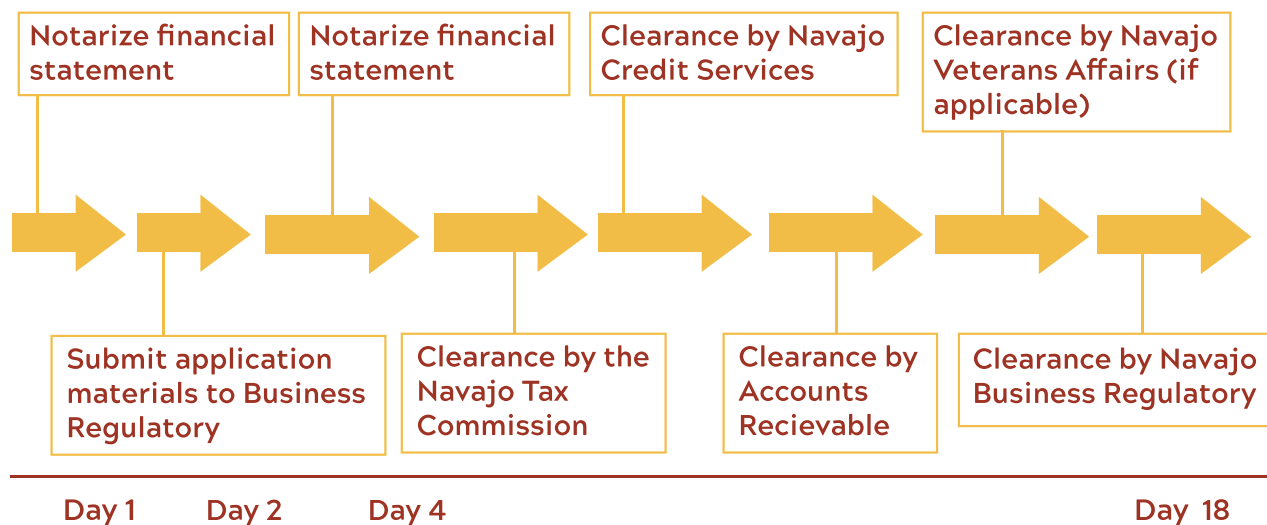 Notarize financial
statement
Notarize financial
statement
Clearance by Navajo
Credit Services
Clearance by Navajo
Veterans Affairs (if
applicable)
Submit application
materials to Business
Regulatory
Clearance by the
Navajo Tax
Commission
Clearance by
Accounts
Recievable
Clearance by Navajo
Business Regulatory
Day 1
Day 2
Day 4
Day 18